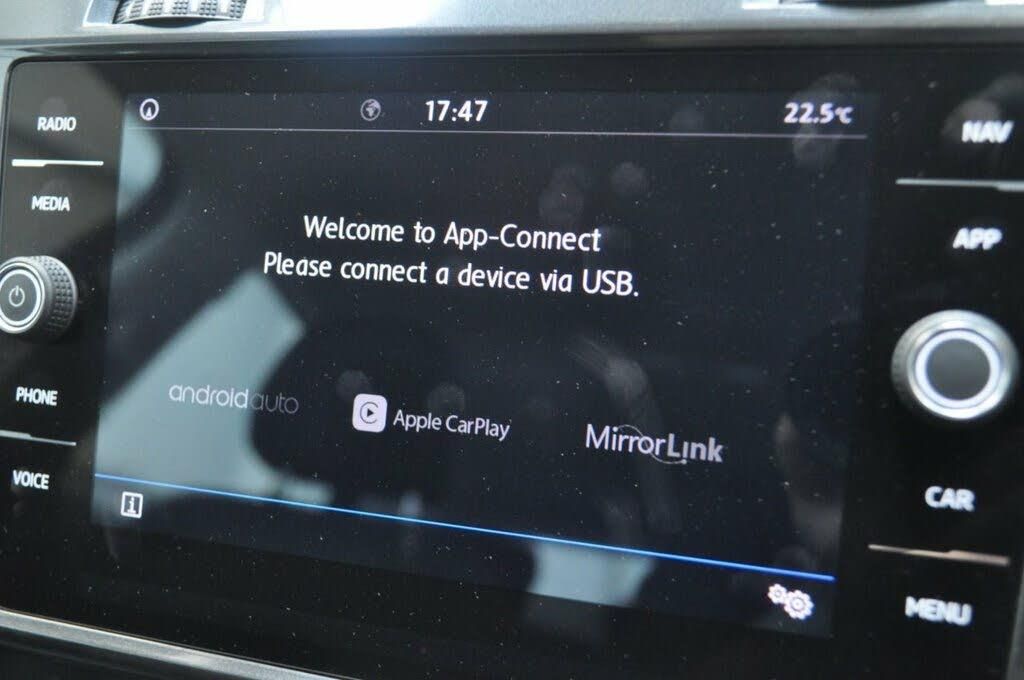 RADIO
MEDIA
PHONE
VOICE
17:47
22.5°C
Welcome to App-Connect
Please connect a device via USB.
androidauto
Apple CarPlay
MirrorLink
i
NAV
APP
CAR
MENU